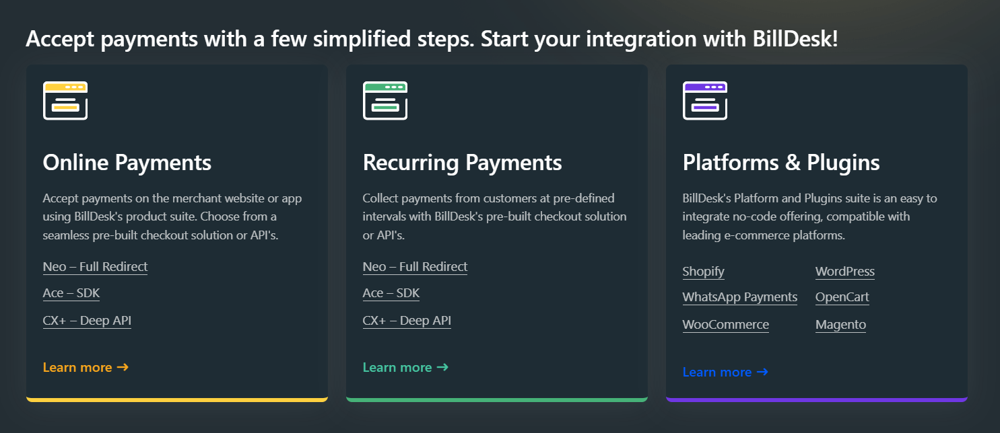 Accept payments with a few simplified steps. Start your integration with BillDesk!
Online Payments
Accept payments on the merchant website or app
using BillDesk's product suite. Choose from a
seamless pre-built checkout solution or API's.
Neo – Full Redirect
Ace – SDK
CX+ – Deep API
Learn more →
Recurring Payments
Collect payments from customers at pre-defined
intervals with BillDesk's pre-built checkout solution
or API's.
Neo – Full Redirect
Ace – SDK
CX+ – Deep API
Learn more →
Platforms & Plugins
BillDesk's Platform and Plugins suite is an easy to
integrate no-code offering, compatible with
leading e-commerce platforms.
Shopify WordPress
WhatsApp Payments OpenCart
WooCommerce Magento
Learn more →